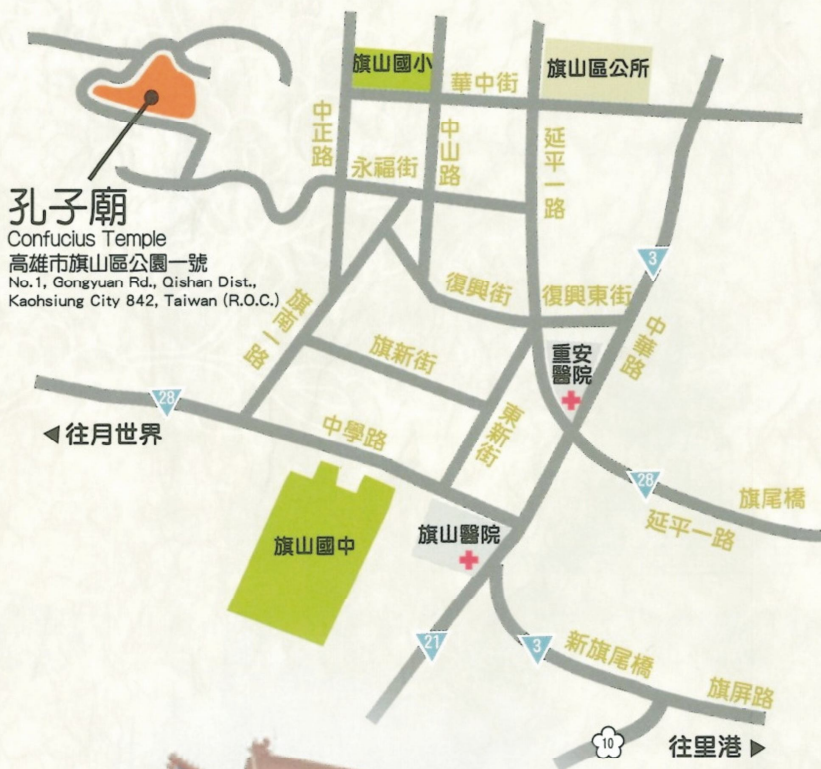 旗山國小
華中街
旗山區公所
中正路
中山路
延平一路
永福街
孔子廟
Confucius Temple
高雄市旗山區公園一號
No.1, Gongyuan Rd., Qishan Dist.,
Kaohsiung City 842, Taiwan (R.O.C.)
3
復興街
復興東街
旗南一路
中華路
重安
醫院
旗新街
28
往月世界
中學路
東新街
28
旗尾橋
延平一路
旗山國中
旗山醫院
21
3
新旗尾橋
旗屏路
10
往里港